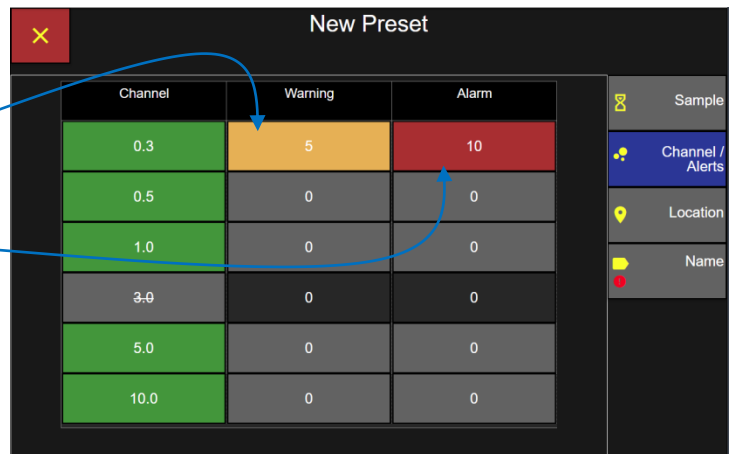 New Preset
Channel Warning Alarm
0.3 5 10
0.5 0 0
1.0 0 0
3.0 0 0
5.0 0 0
10.0 0 0
Sample
Channel /
Alerts
Location
Name